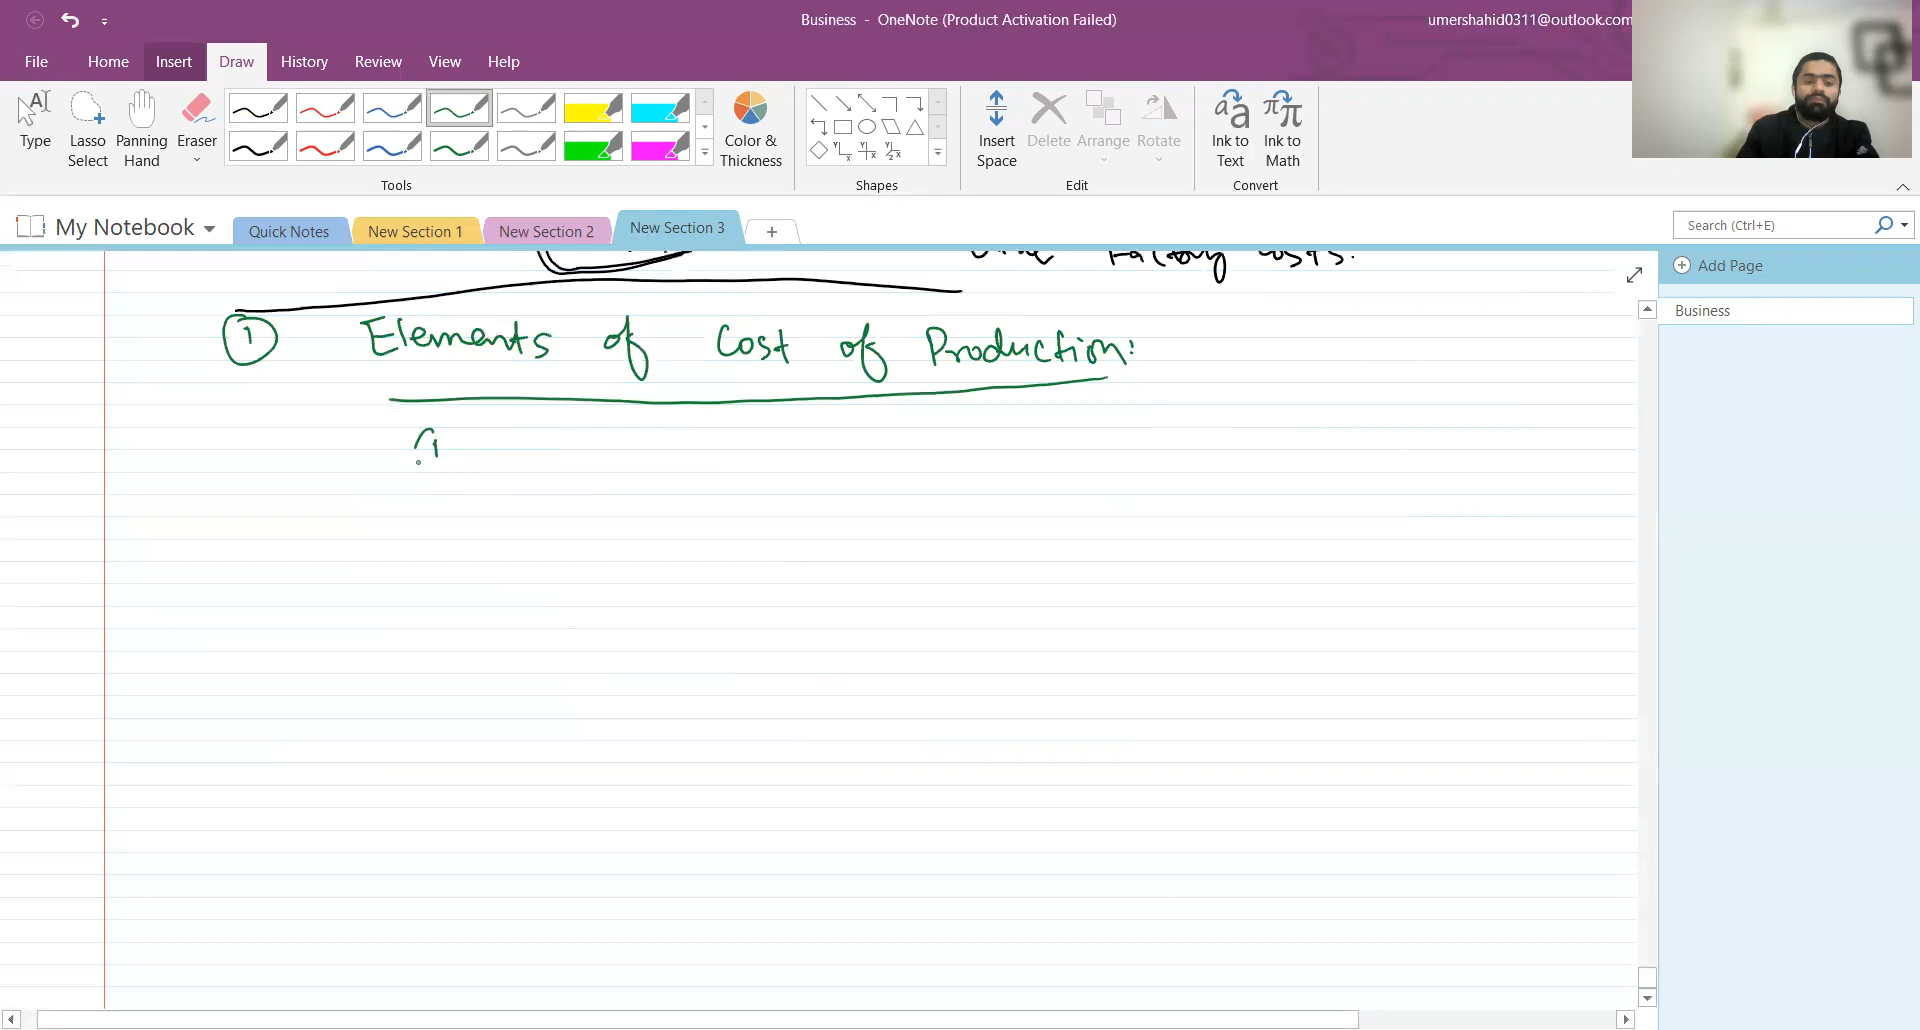 Business - OneNote (Product Activation Failed)
umershahid0311@outlook.com
File Home Insert Draw History Review View Help
Type
Lasso Select
Panning Hand
Eraser
Color & Thickness
Insert Space
Delete
Arrange
Rotate
Ink to Text
Ink to Math
Tools Shapes Edit Convert
My Notebook Quick Notes New Section 1 New Section 2 New Section 3
Search (Ctrl+E)
Add Page
Business
Factory costs.
1 Elements of Cost of Production: